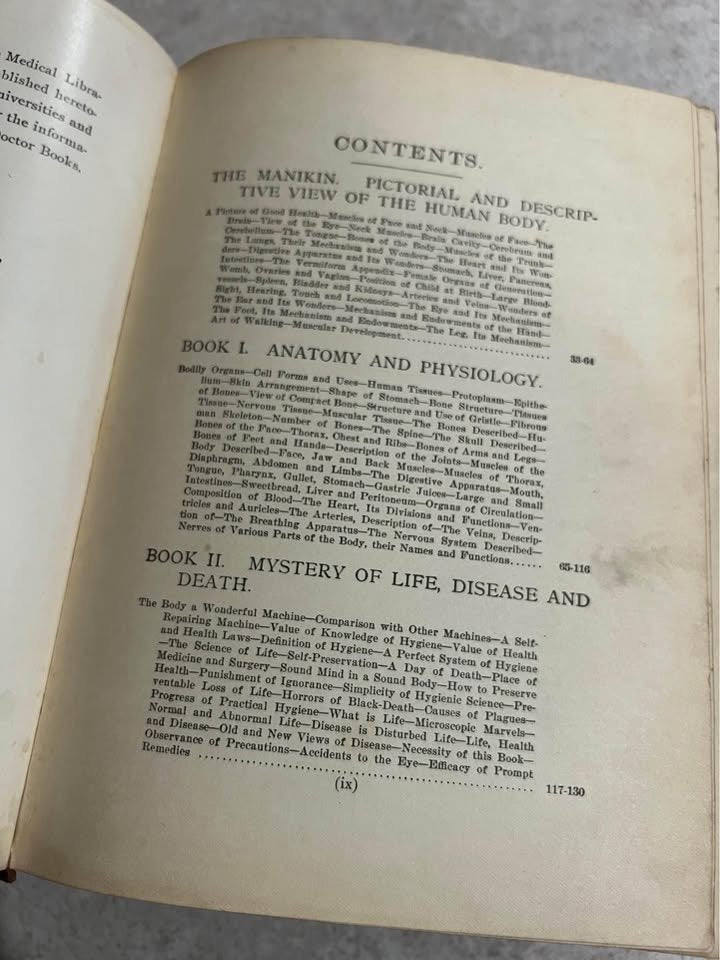 Medical Libra-
blished hereto-
niversities and
the informa-
octor Books,
CONTENTS.
THE MANIKIN. PICTORIAL AND DESCRIP-
TIVE VIEW OF THE HUMAN BODY.
A Picture of Good Health—Muscles of Face and Neck—Muscles of Face—The
Brain—View of the Eye—Neck Muscles—Brain Cavity—Cerebrum and
Cerebellum—The Tongue—Bones of the Body—Muscles of the Trunk—
The Lungs, Their Mechanism and Wonders—The Heart and Its Won-
ders—Digestive Apparatus and Its Wonders—Stomach, Liver, Pancreas,
Intestines—The Vermiform Appendix—Female Organs of Generation—
Womb, Ovaries and Vagina—Position of Child at Birth—Large Blood-
vessels—Spleen, Bladder and Kidneys—Arteries and Veins—Wonders of
Sight, Hearing, Touch and Locomotion—The Eye and Its Mechanism—
The Ear and Its Wonders—Mechanism and Endowments of the Hand—
The Foot, Its Mechanism and Endowments—The Leg, Its Mechanism—
Art of Walking—Muscular Development. 33-64
BOOK I. ANATOMY AND PHYSIOLOGY.
Bodily Organs—Cell Forms and Uses—Human Tissues—Protoplasm—Epithe-
lium—Skin Arrangement—Shape of Stomach—Bone Structure—Tissues
of Bones—View of Compact Bone—Structure and Use of Gristle—Fibrous
Tissue—Nervous Tissue—Muscular Tissue—The Bones Described—Hu-
man Skeleton—Number of Bones—The Spine—The Skull Described—
Bones of the Face—Thorax, Chest and Ribs—Bones of Arms and Legs—
Bones of Feet and Hands—Description of the Joints—Muscles of the
Body Described—Face, Jaw and Back Muscles—Muscles of Thorax,
Diaphragm, Abdomen and Limbs—The Digestive Apparatus—Mouth,
Tongue, Pharynx, Gullet, Stomach—Gastric Juices—Large and Small
Intestines—Sweetbread, Liver and Peritoneum—Organs of Circulation—
Composition of Blood—The Heart, Its Divisions and Functions—Ven-
tricles and Auricles—The Arteries, Description of—The Veins, Descrip-
tion of—The Breathing Apparatus—The Nervous System Described—
Nerves of Various Parts of the Body, their Names and Functions...... 65-116
BOOK II. MYSTERY OF LIFE, DISEASE AND
DEATH.
The Body a Wonderful Machine—Comparison with Other Machines—A Self-
Repairing Machine—Value of Knowledge of Hygiene—Value of Health
and Health Laws—Definition of Hygiene—A Perfect System of Hygiene
—The Science of Life—Self-Preservation—A Day of Death—Place of
Medicine and Surgery—Sound Mind in a Sound Body—How to Preserve
Health—Punishment of Ignorance—Simplicity of Hygienic Science—Pre-
ventable Loss of Life—Horrors of Black-Death—Causes of Plagues—
Progress of Practical Hygiene—What is Life—Microscopic Marvels—
Normal and Abnormal Life—Disease is Disturbed Life—Life, Health
and Disease—Old and New Views of Disease—Necessity of this Book—
Observance of Precautions—Accidents to the Eye—Efficacy of Prompt
Remedies ........ 117-130
(ix)